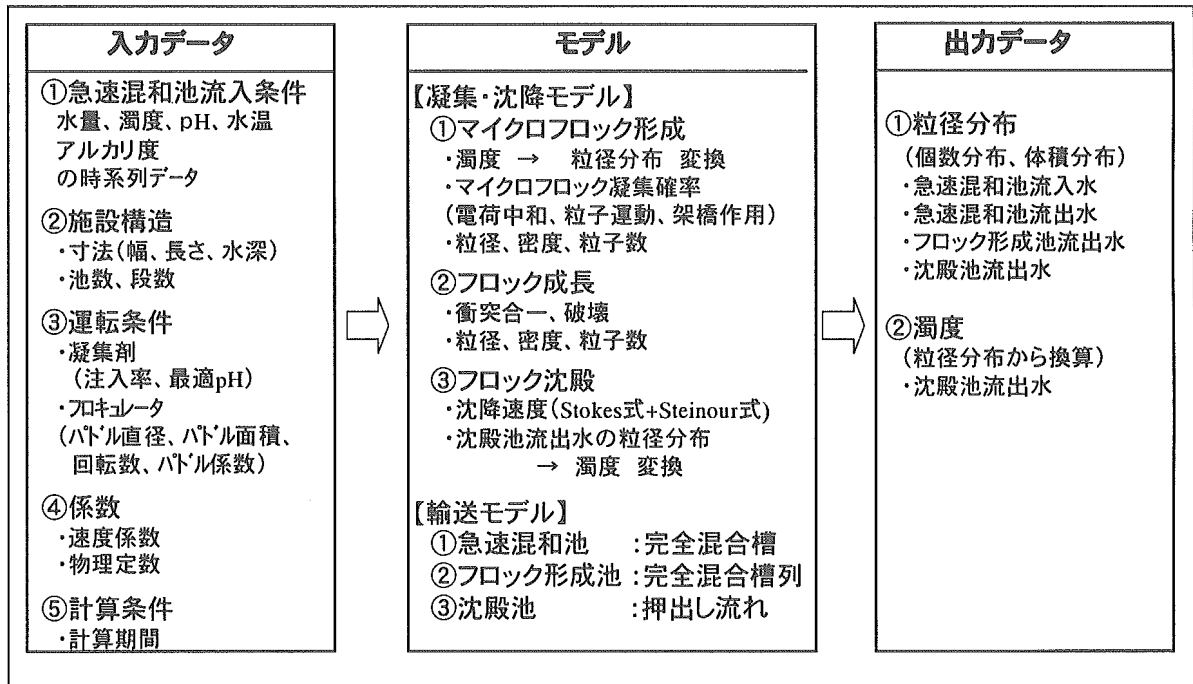 入力データ
①急速混和池流入条件
水量、濁度、pH、水温
アルカリ度
の時系列データ
②施設構造
・寸法(幅、長さ、水深)
・池数、段数
③運転条件
・凝集剤
(注入率、最適pH)
・フロキュレータ
(パドル直径、パドル面積、
回転数、パドル係数)
④係数
・速度係数
・物理定数
⑤計算条件
・計算期間
モデル
【凝集・沈降モデル】
①マイクロフロック形成
・濁度 → 粒径分布 変換
・マイクロフロック凝集確率
(電荷中和、粒子運動、架橋作用)
・粒径、密度、粒子数
②フロック成長
・衝突合一、破壊
・粒径、密度、粒子数
③フロック沈殿
・沈降速度(Stokes式+Steinour式)
・沈殿池流出水の粒径分布
→ 濁度 変換
【輸送モデル】
①急速混和池 :完全混合槽
②フロック形成池:完全混合槽列
③沈殿池 :押出し流れ
出力データ
①粒径分布
(個数分布、体積分布)
・急速混和池流入水
・急速混和池流出水
・フロック形成池流出水
・沈殿池流出水
②濁度
(粒径分布から換算)
・沈殿池流出水